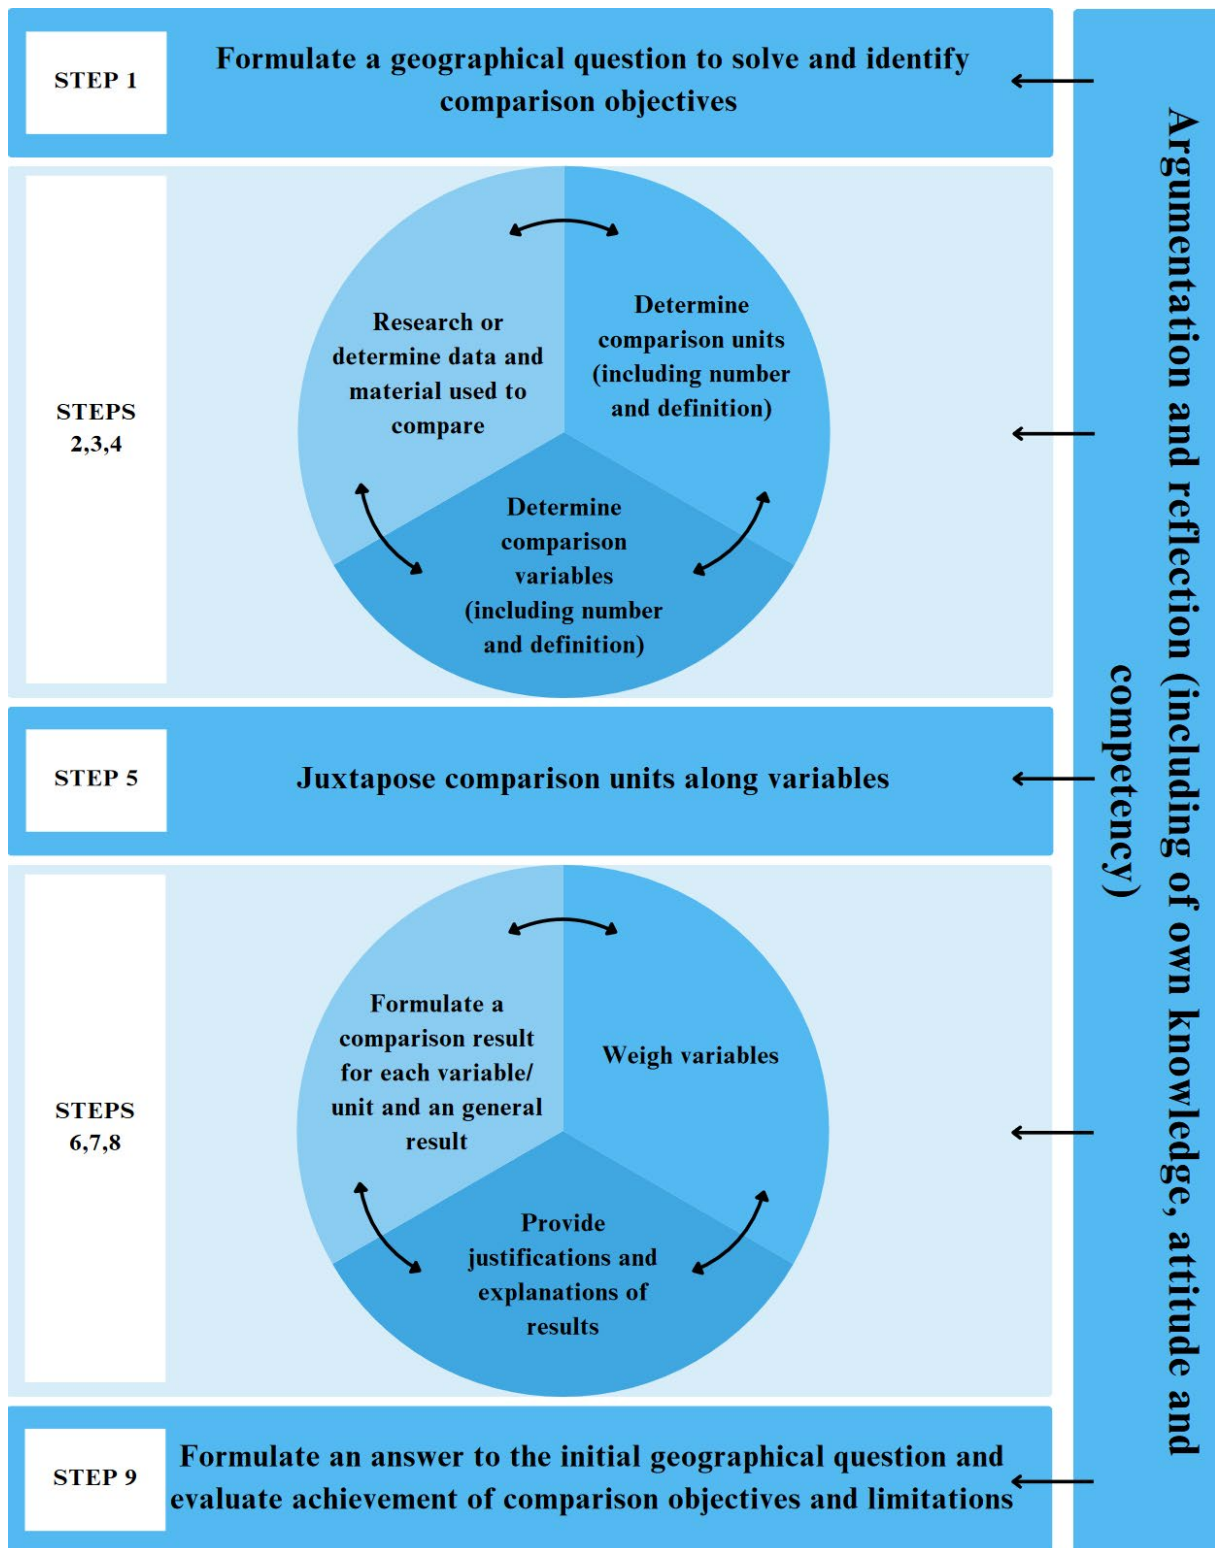 STEP 1
Formulate a geographical question to solve and identify
comparison objectives
STEPS
2,3,4
Research or
determine data and
material used to
compare
Determine
comparison units
(including number
and definition)
Determine
comparison
variables
(including number
and definition)
STEP 5
Juxtapose comparison units along variables
STEPS
6,7,8
Formulate a
comparison result
for each variable/
unit and an general
result
Weigh variables
Provide
justifications and
explanations of
results
STEP 9
Formulate an answer to the initial geographical question and
evaluate achievement of comparison objectives and limitations
Argumentation and reflection (including of own knowledge, attitude and
competency)